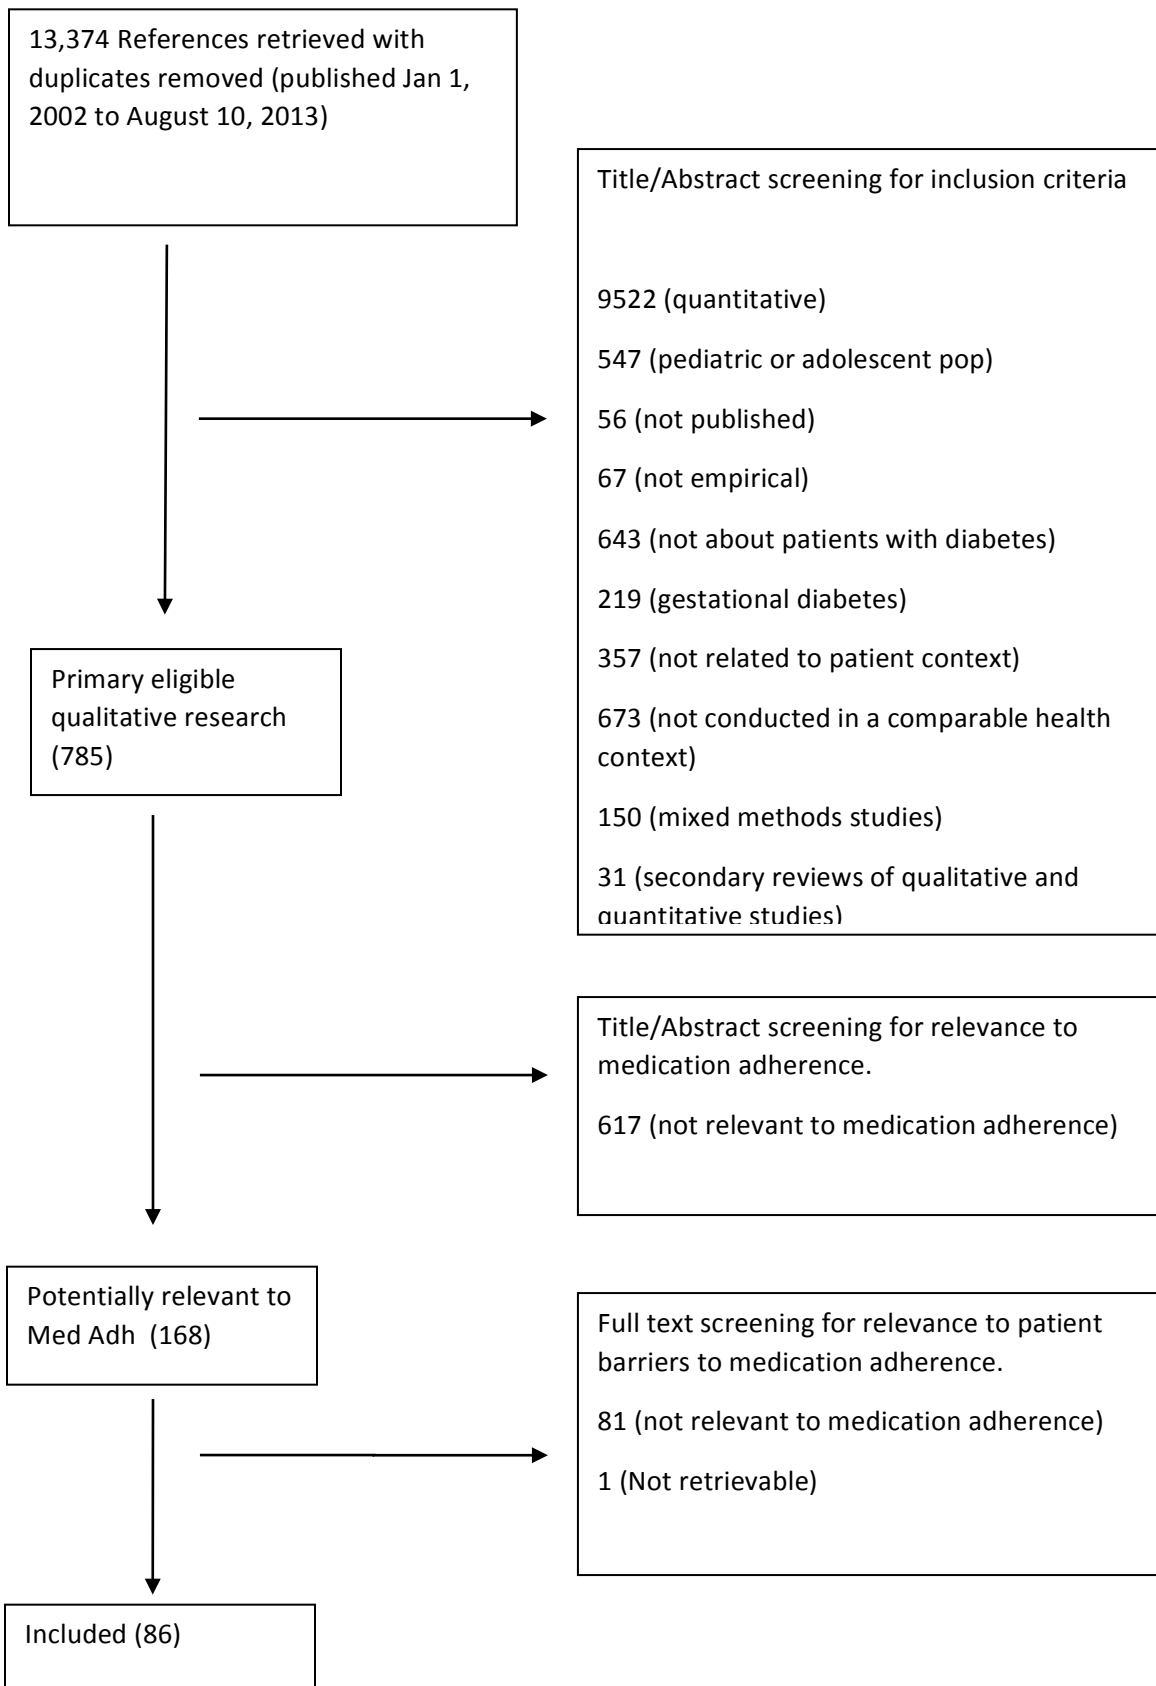 13,374 References retrieved with
duplicates removed (published Jan 1,
2002 to August 10, 2013)
Title/Abstract screening for inclusion criteria
9522 (quantitative)
547 (pediatric or adolescent pop)
56 (not published)
67 (not empirical)
643 (not about patients with diabetes)
219 (gestational diabetes)
357 (not related to patient context)
673 (not conducted in a comparable health
context)
150 (mixed methods studies)
31 (secondary reviews of qualitative and
quantitative studies)
Primary eligible
qualitative research
(785)
Title/Abstract screening for relevance to
medication adherence.
617 (not relevant to medication adherence)
Potentially relevant to
Med Adh  (168)
Full text screening for relevance to patient
barriers to medication adherence.
81 (not relevant to medication adherence)
1 (Not retrievable)
Included (86)